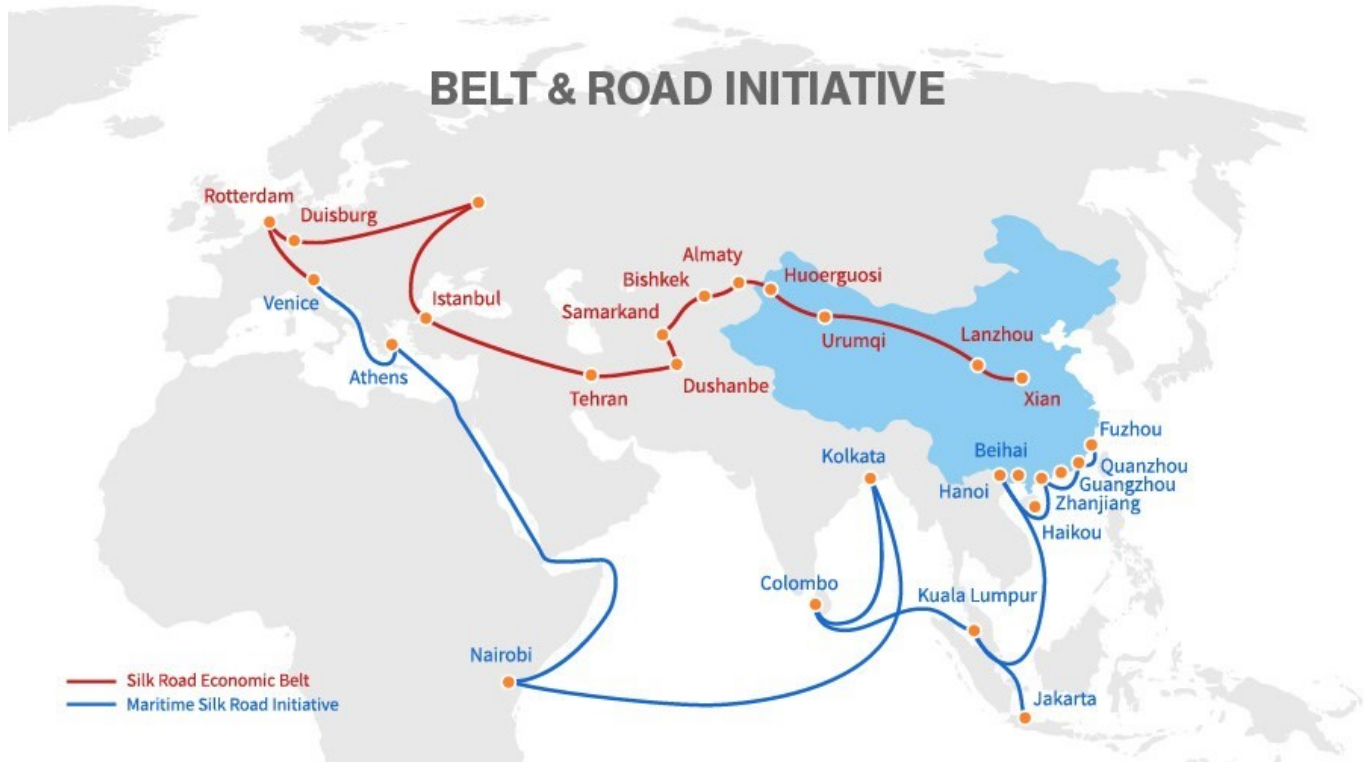 BELT & ROAD INITIATIVE
Rotterdam
Duisburg
Almaty
Bishkek
Huoerguosi
Venice
Istanbul
Samarkand
Urumqi
Lanzhou
Athens
Tehran
Dushanbe
Xian
Fuzhou
Kolkata
Beihai
Quanzhou
Hanoi
Guangzhou
Zhanjiang
Haikou
Colombo
Kuala Lumpur
Nairobi
Silk Road Economic Belt
Maritime Silk Road Initiative
Jakarta